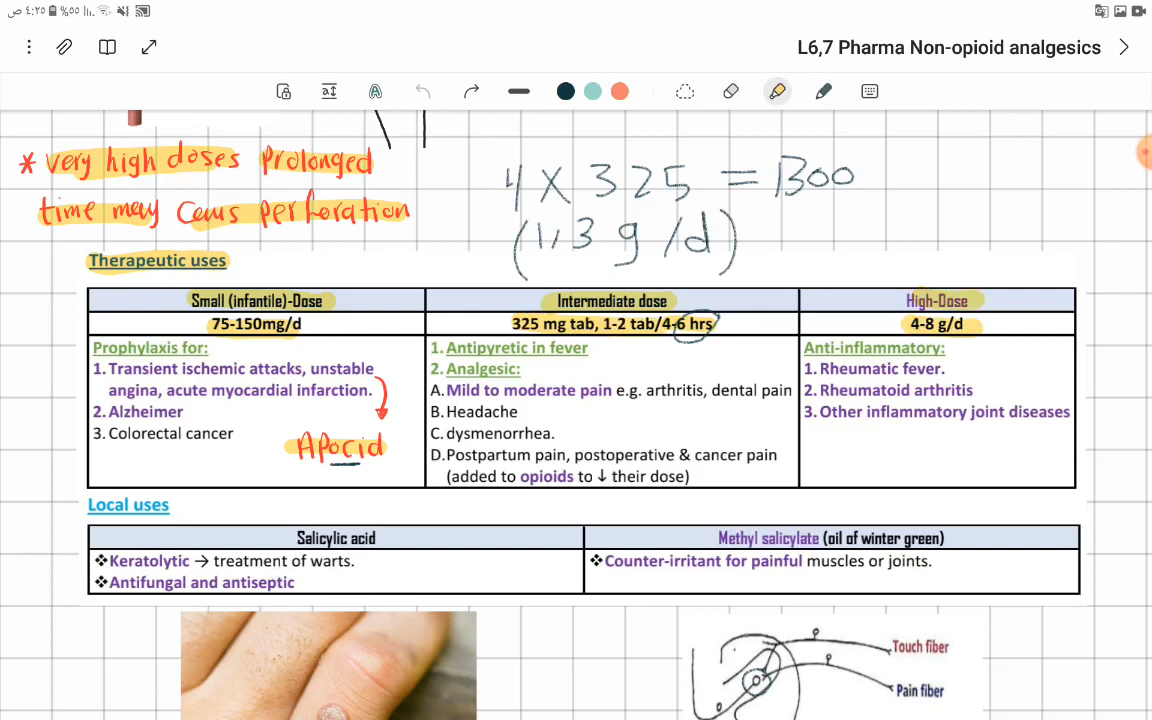 ٤:٢٥ ص ٥٥%
L6,7 Pharma Non-opioid analgesics
* very high doses prolonged
time may Caus perforation
4 X 325 = 1300
(1,3 g /d)
Therapeutic uses
Small (infantile)-Dose
Intermediate dose
High-Dose
75-150mg/d
325 mg tab, 1-2 tab/4-6 hrs
4-8 g/d
Prophylaxis for:
1. Transient ischemic attacks, unstable
angina, acute myocardial infarction.
2. Alzheimer
3. Colorectal cancer
Apocid
1. Antipyretic in fever
2. Analgesic:
A. Mild to moderate pain e.g. arthritis, dental pain
B. Headache
C. dysmenorrhea.
D. Postpartum pain, postoperative & cancer pain
(added to opioids to ↓ their dose)
Anti-inflammatory:
1. Rheumatic fever.
2. Rheumatoid arthritis
3. Other inflammatory joint diseases
Local uses
Salicylic acid
Methyl salicylate (oil of winter green)
❖Keratolytic → treatment of warts.
❖Antifungal and antiseptic
❖Counter-irritant for painful muscles or joints.
Touch fiber
Pain fiber